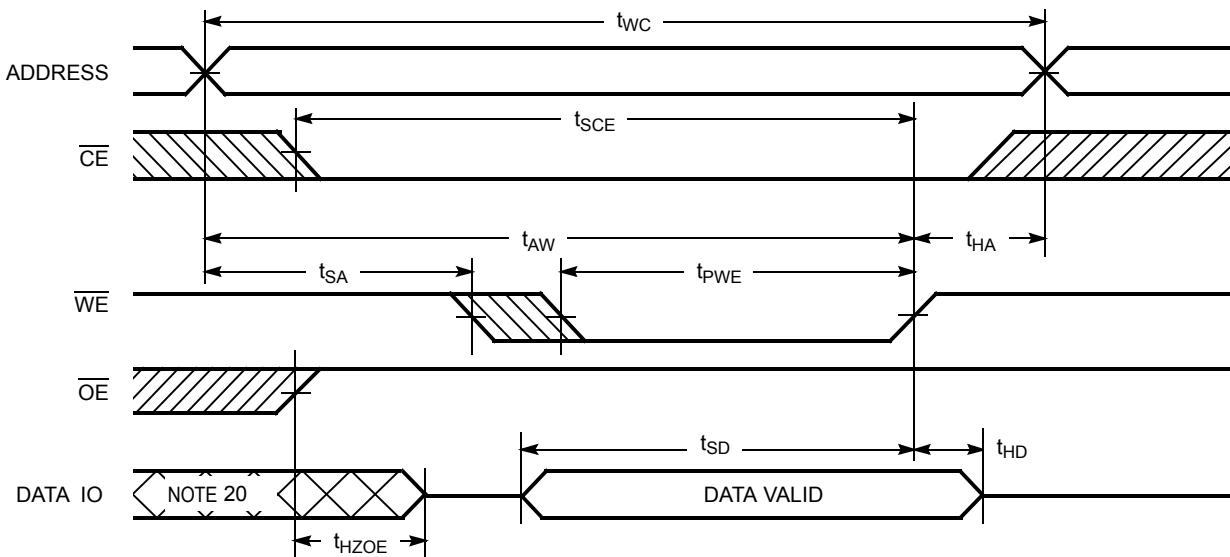 tWC
ADDRESS
tSCE
CE
tAW
tHA
tSA
tPWE
WE
OE
tSD
tHD
DATA IO
NOTE 20
DATA VALID
tHZOE